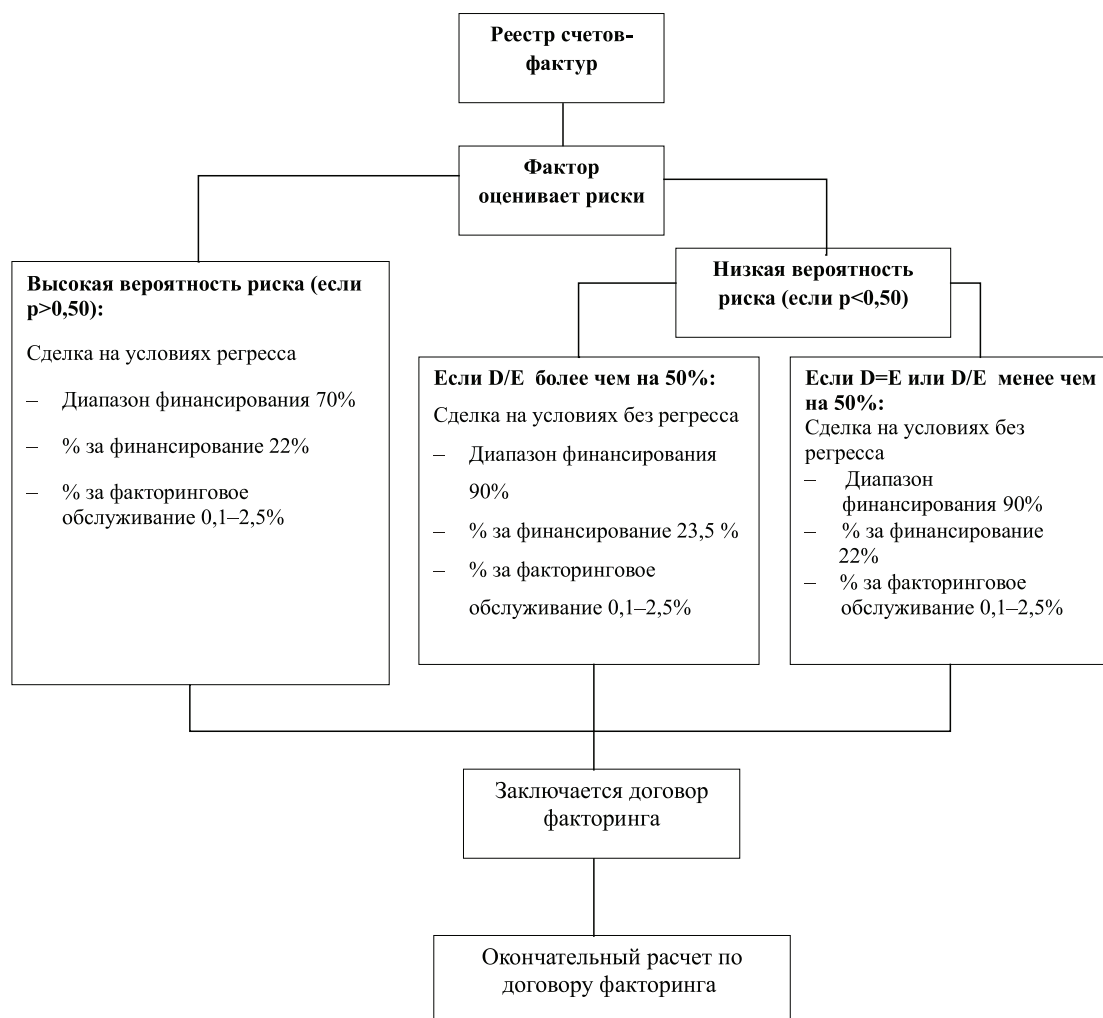 Реестр счетов-
фактур
Фактор
оценивает риски
Высокая вероятность риска (если
p>0,50):
Сделка на условиях регресса
– Диапазон финансирования 70%
– % за финансирование 22%
– % за факторинговое
обслуживание 0,1–2,5%
Низкая вероятность
риска (если p<0,50)
Если D/E более чем на 50%:
Сделка на условиях без регресса
– Диапазон финансирования
90%
– % за финансирование 23,5 %
– % за факторинговое
обслуживание 0,1–2,5%
Если D=E или D/E менее чем
на 50%:
Сделка на условиях без
регресса
– Диапазон
финансирования 90%
– % за финансирование
22%
– % за факторинговое
обслуживание 0,1–2,5%
Заключается договор
факторинга
Окончательный расчет по
договору факторинга